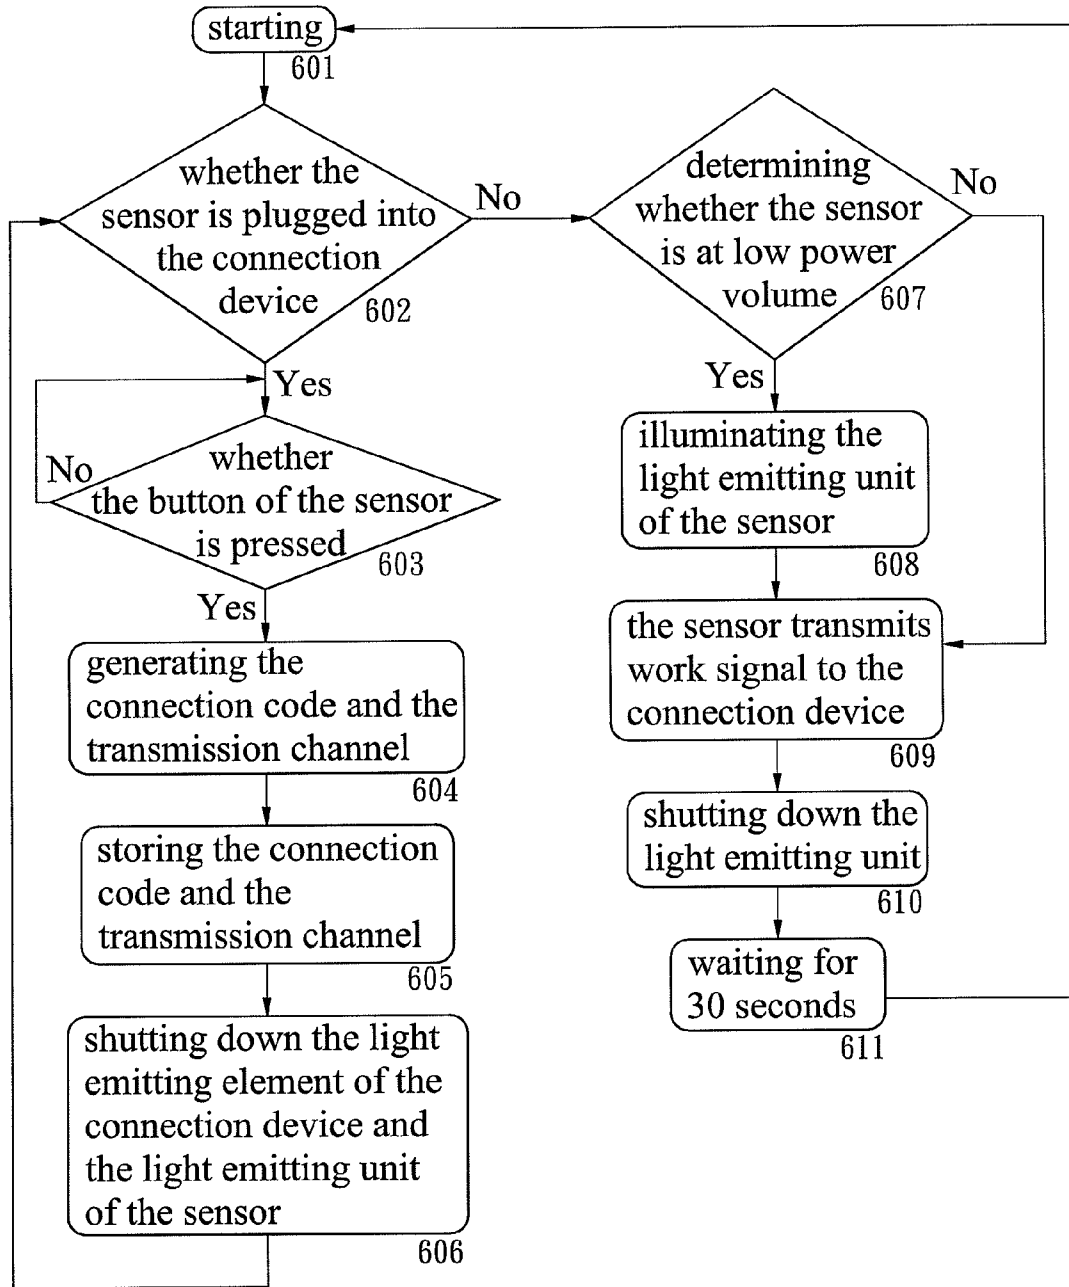 starting
601
whether the
sensor is plugged into
the connection
device
602
No
Yes
whether
the button of the sensor
is pressed
603
No
Yes
generating the
connection code and the
transmission channel
604
storing the connection
code and the
transmission channel
605
shutting down the light
emitting element of the
connection device and
the light emitting unit
of the sensor
606
determining
whether the sensor
is at low power
volume
607
No
Yes
illuminating the
light emitting unit
of the sensor
608
the sensor transmits
work signal to the
connection device
609
shutting down the
light emitting unit
610
waiting for
30 seconds
611